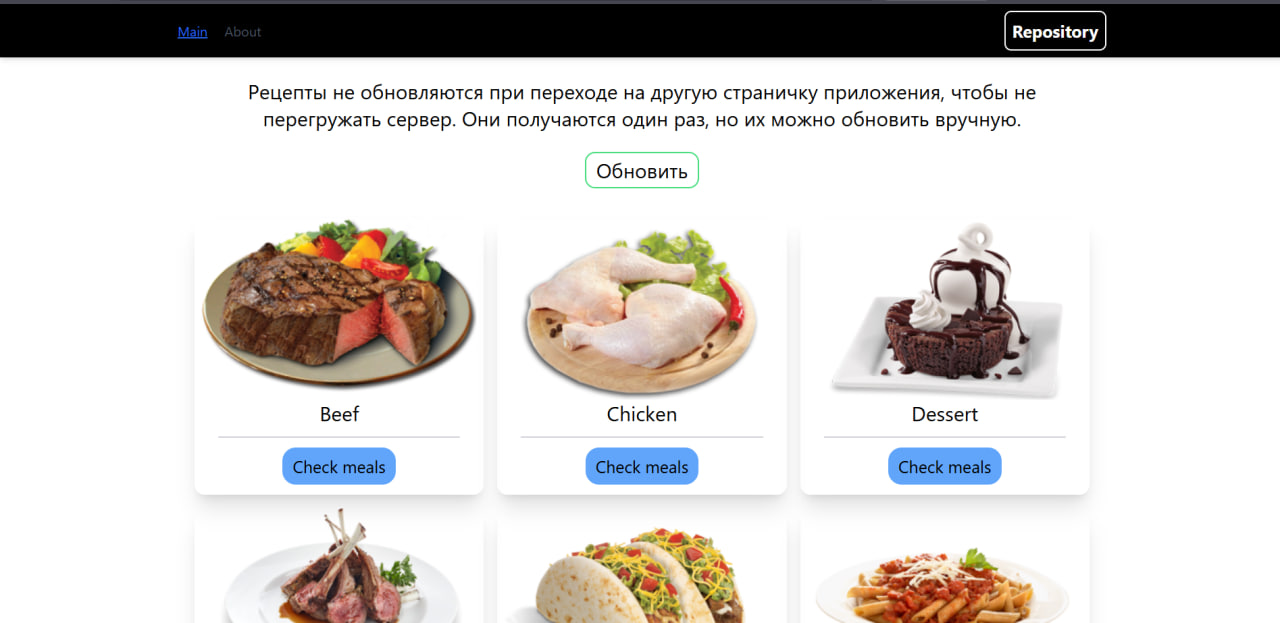 Main About Repository
Рецепты не обновляются при переходе на другую страничку приложения, чтобы не
перегружать сервер. Они получаются один раз, но их можно обновить вручную.
Обновить
Beef Chicken Dessert
Check meals Check meals Check meals